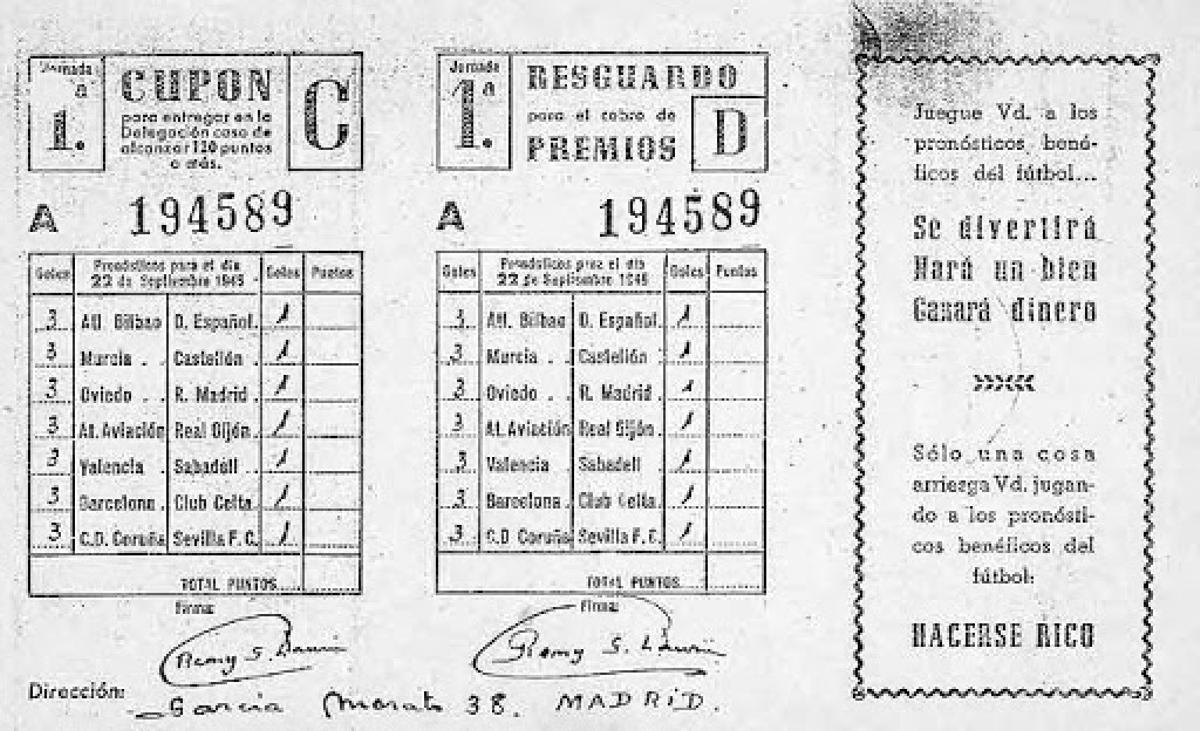 Jornada
1.ª
CUPON
para entregar en la
Delegación caso de
alcanzar 120 puntos
o más.
C
A 194589
Goles Pronósticos para el día Goles Puntos
22 de Septiembre 1946
3 Atl. Bilbao D. Español. 1
3 Murcia . . Castellón . 1
3 Oviedo . . R. Madrid . 1
3 At. Aviación Real Gijón . 1
3 Valencia . Sabadell . . 1
3 Barcelona . Club Celta . 1
3 C.D. Coruña Sevilla F. C. 1
TOTAL PUNTOS
Firma:
Remy S.
Dirección: García Morato 38. MADRID.
Jornada
1.ª
RESGUARDO
para el cobro de
PREMIOS
D
A 194589
Goles Pronósticos para el día Goles Puntos
22 de Septiembre 1946
3 Atl. Bilbao D. Español. 1
3 Murcia . . Castellón . 1
3 Oviedo . . R. Madrid . 1
3 At. Aviación Real Gijón . 1
3 Valencia . Sabadell . 1
3 Barcelona . Club Celta . 1
3 C.D. Coruña Sevilla F. C. 1
TOTAL PUNTOS
Firma:
Remy S.
Juegue Vd. a los
pronósticos bené-
ficos del fútbol...
Se divertirá
Hará un bien
Ganará dinero
Sólo una cosa
arriesga Vd. jugan-
do a los pronósti-
cos benéficos del
fútbol:
HACERSE RICO